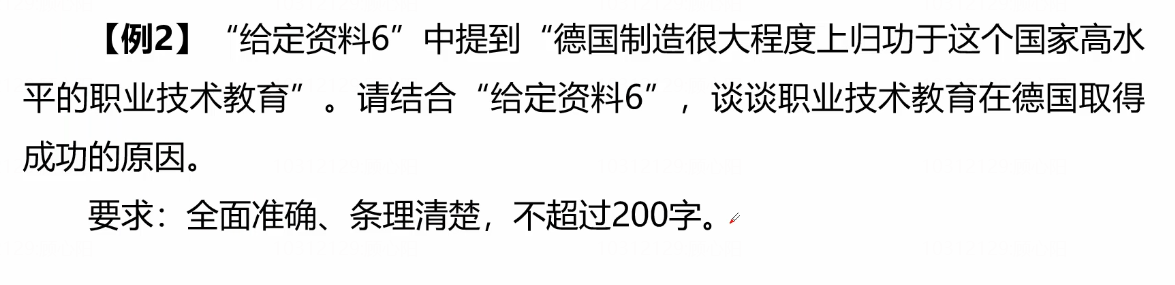 【例2】“给定资料6”中提到“德国制造很大程度上归功于这个国家高水
平的职业技术教育”。请结合“给定资料6”，谈谈职业技术教育在德国取得
成功的原因。
要求：全面准确、条理清楚，不超过200字。